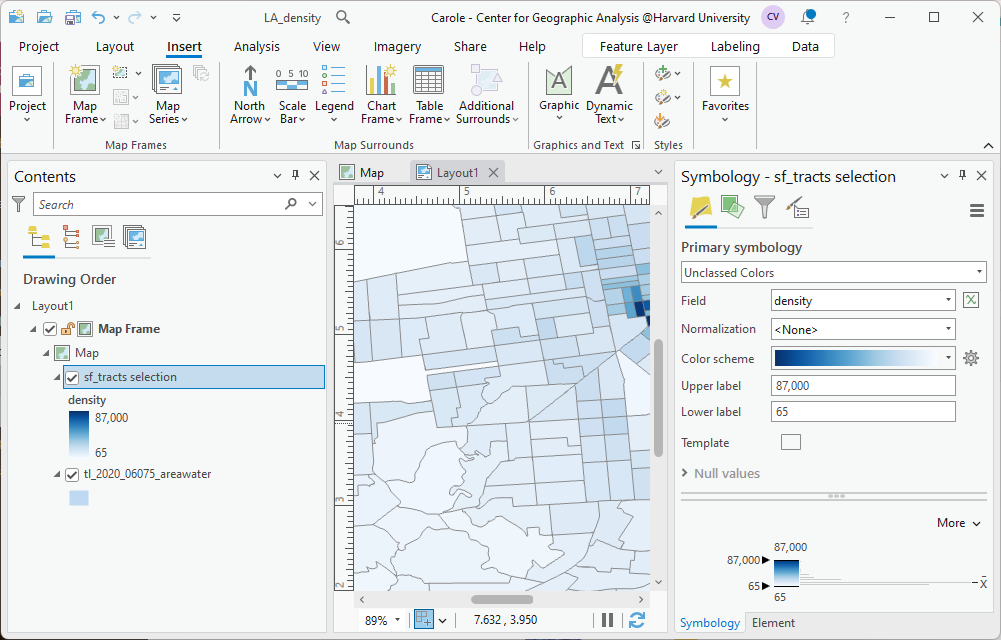 LA_density
Carole - Center for Geographic Analysis @Harvard University
CV
?
Project Layout Insert Analysis View Imagery Share Help Feature Layer Labeling Data
Project
Map Frame
Map Series
Map Frames
N
North Arrow
0 5 10
Scale Bar
Legend
Chart Frame
Table Frame
Additional Surrounds
Map Surrounds
A
Graphic
A
Dynamic Text
Graphics and Text
Styles
Favorites
Contents
Search
Drawing Order
Layout1
Map Frame
Map
sf_tracts selection
density
87,000
65
tl_2020_06075_areawater
Map
Layout1
4 5 6 7
6
5
4
3
2
89%
7.632 , 3.950
Symbology - sf_tracts selection
Primary symbology
Unclassed Colors
Field density
Normalization <None>
Color scheme
Upper label 87,000
Lower label 65
Template
Null values
More
87,000
87,000
65
65
x̄
Symbology Element